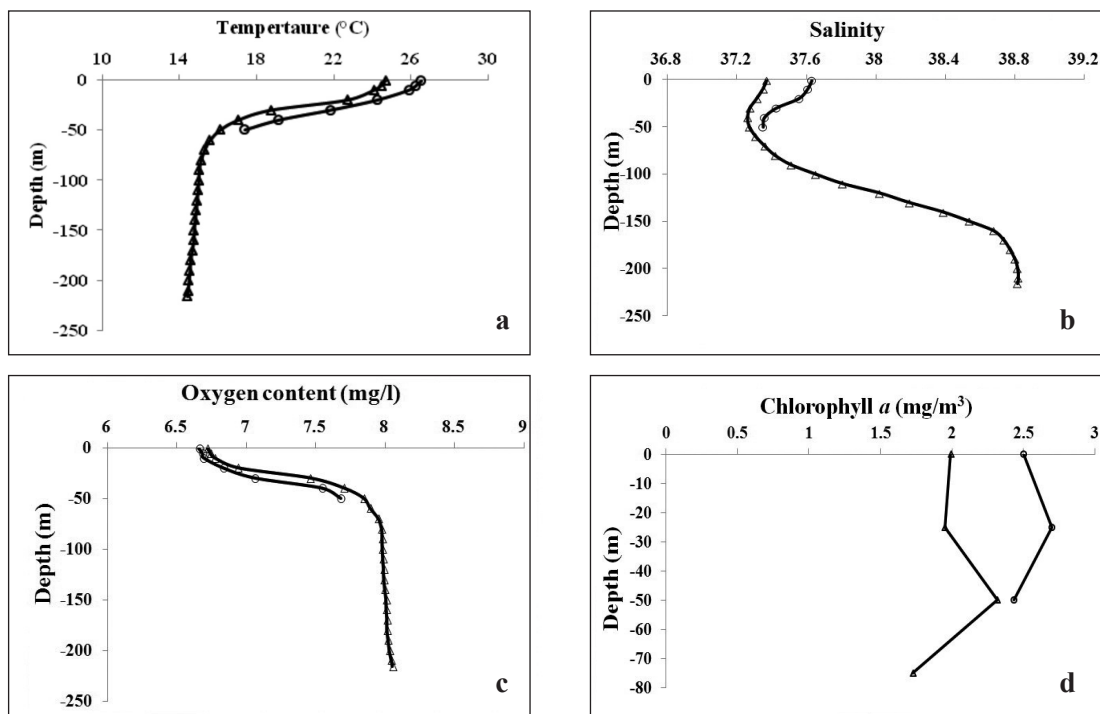 Tempertaure (°C)
10 14 18 22 26 30
0
-50
-100
-150
-200
-250
Depth (m)
a
Salinity
36.8 37.2 37.6 38 38.4 38.8 39.2
0
-50
-100
-150
-200
-250
Depth (m)
b
Oxygen content (mg/l)
6 6.5 7 7.5 8 8.5 9
0
-50
-100
-150
-200
-250
Depth (m)
c
Chlorophyll a (mg/m³)
0 0.5 1 1.5 2 2.5 3
0
-10
-20
-30
-40
-50
-60
-70
-80
Depth (m)
d